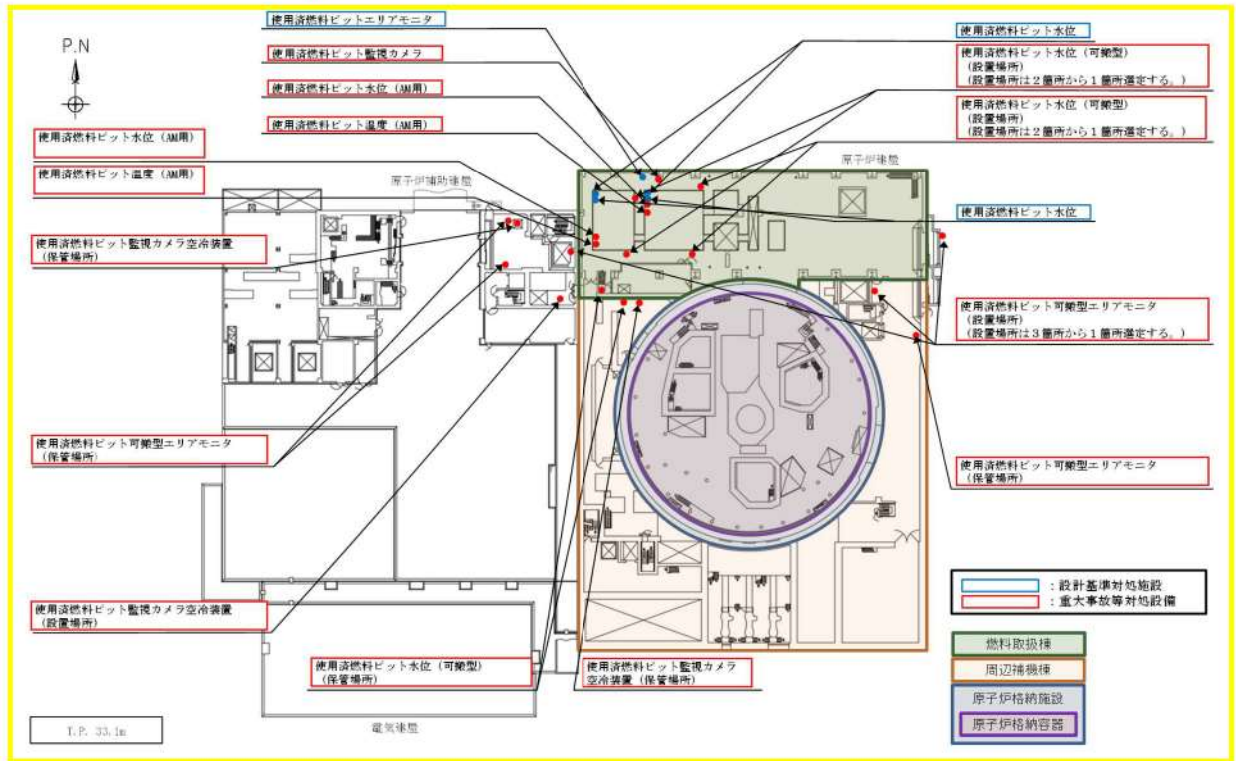 使用済燃料ピットエリアモニタ
使用済燃料ピット監視カメラ
使用済燃料ピット水位（AM用）
使用済燃料ピット温度（AM用）
使用済燃料ピット水位
使用済燃料ピット水位（可搬型）
（設置場所）
（設置場所は２箇所から１箇所選定する。）
使用済燃料ピット水位（可搬型）
（設置場所）
（設置場所は２箇所から１箇所選定する。）
P.N
使用済燃料ピット水位（AM用）
使用済燃料ピット温度（AM用）
原子炉補助建屋
原子炉建屋
使用済燃料ピット水位
使用済燃料ピット監視カメラ空冷装置
（保管場所）
使用済燃料ピット可搬型エリアモニタ
（設置場所）
（設置場所は３箇所から１箇所選定する。）
使用済燃料ピット可搬型エリアモニタ
（保管場所）
使用済燃料ピット可搬型エリアモニタ
（保管場所）
使用済燃料ピット監視カメラ空冷装置
（設置場所）
使用済燃料ピット水位（可搬型）
（保管場所）
使用済燃料ピット監視カメラ
空冷装置（保管場所）
：設計基準対処施設
：重大事故等対処設備
燃料取扱棟
周辺補機棟
原子炉格納施設
原子炉格納容器
電気建屋
T.P. 33.1m